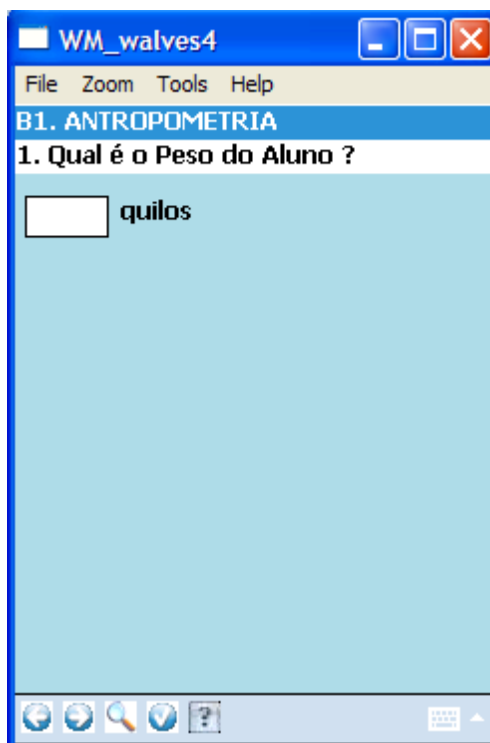 WM_walves4
File Zoom Tools Help
B1. ANTROPOMETRIA
1. Qual é o Peso do Aluno ?
quilos
?